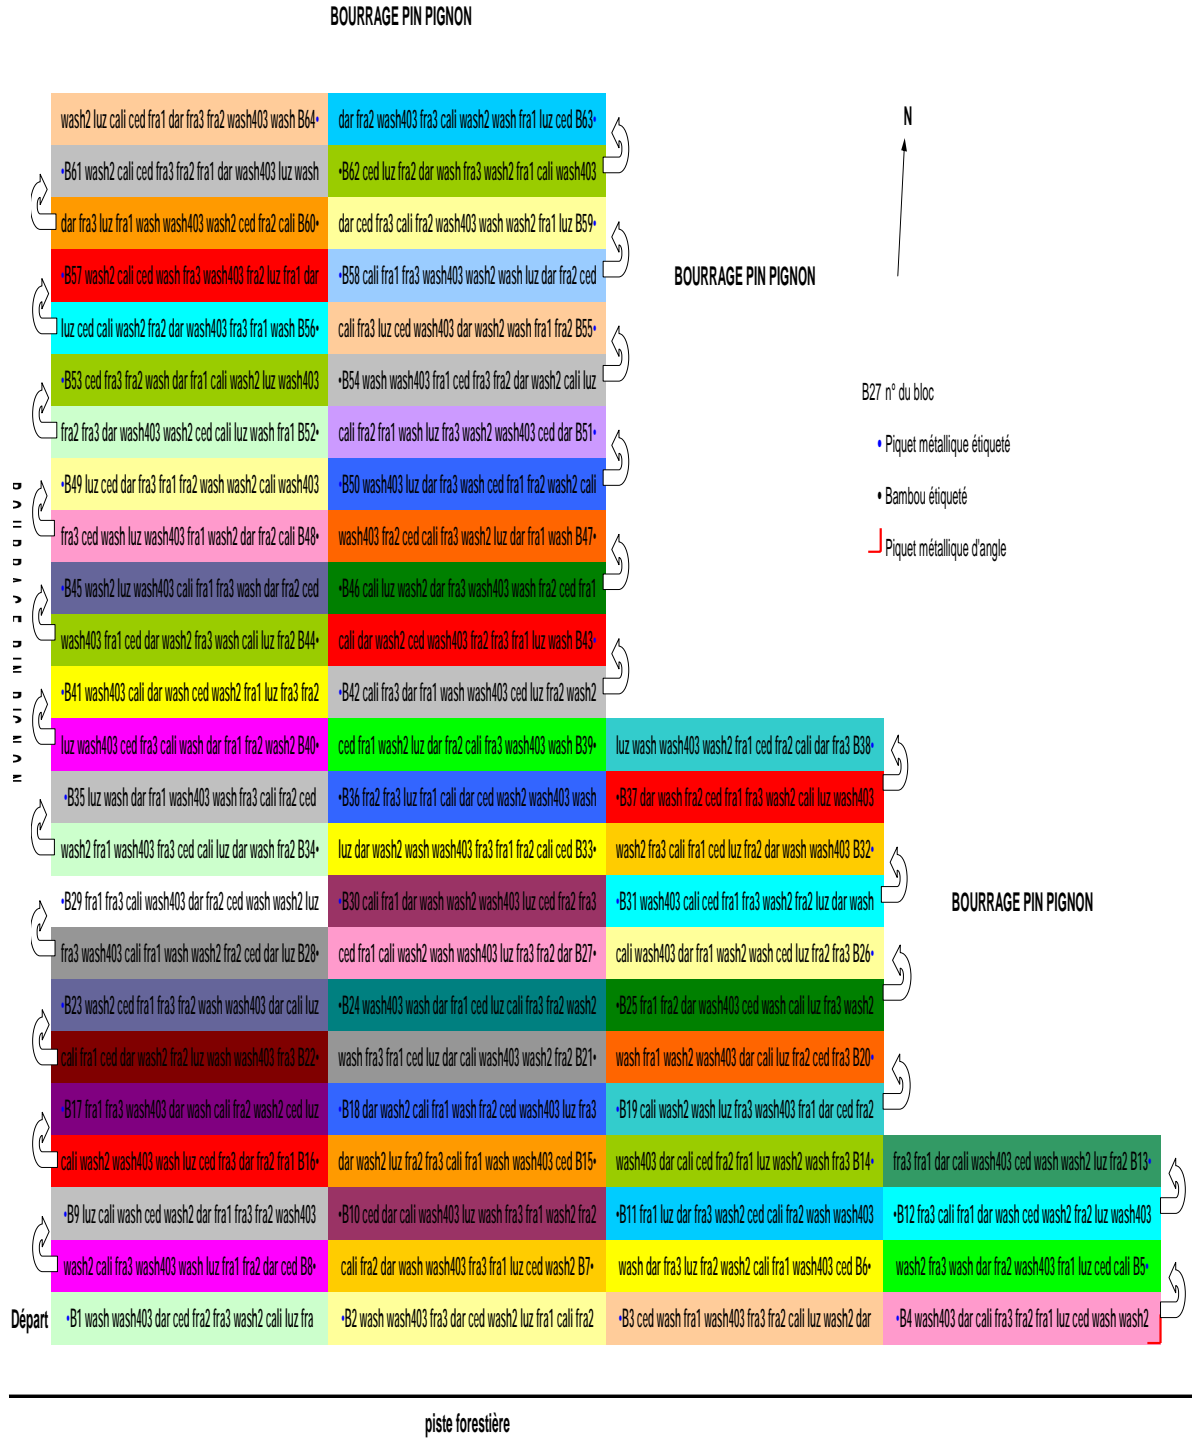 BOURRAGE PIN PIGNON
N
wash2 luz cali ced fra1 dar fra3 fra2 wash403 wash B64•
dar fra2 wash403 fra3 cali wash2 wash fra1 luz ced B63•
•B61 wash2 cali ced fra3 fra2 fra1 dar wash403 luz wash
•B62 ced luz fra2 dar wash fra3 wash2 fra1 cali wash403
dar fra3 luz fra1 wash wash403 wash2 ced fra2 cali B60•
dar ced fra3 cali fra2 wash403 wash wash2 fra1 luz B59•
•B57 wash2 cali ced wash fra3 wash403 fra2 luz fra1 dar
•B58 cali fra1 fra3 wash403 wash2 wash luz dar fra2 ced
BOURRAGE PIN PIGNON
luz ced cali wash2 fra2 dar wash403 fra3 fra1 wash B56•
cali fra3 luz ced wash403 dar wash2 wash fra1 fra2 B55•
•B53 ced fra3 fra2 wash dar fra1 cali wash2 luz wash403
•B54 wash wash403 fra1 ced fra3 fra2 dar wash2 cali luz
B27 n° du bloc
fra2 fra3 dar wash403 wash2 ced cali luz wash fra1 B52•
cali fra2 fra1 wash luz fra3 wash2 wash403 ced dar B51•
• Piquet métallique étiqueté
•B49 luz ced dar fra3 fra1 fra2 wash wash2 cali wash403
•B50 wash403 luz dar fra3 wash ced fra1 fra2 wash2 cali
• Bambou étiqueté
fra3 ced wash luz wash403 fra1 wash2 dar fra2 cali B48•
wash403 fra2 ced cali fra3 wash2 luz dar fra1 wash B47•
Piquet métallique d'angle
•B45 wash2 luz wash403 cali fra1 fra3 wash dar fra2 ced
•B46 cali luz wash2 dar fra3 wash403 wash fra2 ced fra1
BOURRAGE PIN PIGNON
wash403 fra1 ced dar wash2 fra3 wash cali luz fra2 B44•
cali dar wash2 ced wash403 fra2 fra3 fra1 luz wash B43•
•B41 wash403 cali dar wash ced wash2 fra1 luz fra3 fra2
•B42 cali fra3 dar fra1 wash wash403 ced luz fra2 wash2
luz wash403 ced fra3 cali wash dar fra1 fra2 wash2 B40•
ced fra1 wash2 luz dar fra2 cali fra3 wash403 wash B39•
luz wash wash403 wash2 fra1 ced fra2 cali dar fra3 B38•
•B35 luz wash dar fra1 wash403 wash fra3 cali fra2 ced
•B36 fra2 fra3 luz fra1 cali dar ced wash2 wash403 wash
•B37 dar wash fra2 ced fra1 fra3 wash2 cali luz wash403
wash2 fra1 wash403 fra3 ced cali luz dar wash fra2 B34•
luz dar wash2 wash wash403 fra3 fra1 fra2 cali ced B33•
wash2 fra3 cali fra1 ced luz fra2 dar wash wash403 B32•
•B29 fra1 fra3 cali wash403 dar fra2 ced wash wash2 luz
•B30 cali fra1 dar wash wash2 wash403 luz ced fra2 fra3
•B31 wash403 cali ced fra1 fra3 wash2 fra2 luz dar wash
BOURRAGE PIN PIGNON
fra3 wash403 cali fra1 wash wash2 fra2 ced dar luz B28•
ced fra1 cali wash2 wash wash403 luz fra3 fra2 dar B27•
cali wash403 dar fra1 wash2 wash ced luz fra2 fra3 B26•
•B23 wash2 ced fra1 fra3 fra2 wash wash403 dar cali luz
•B24 wash403 wash dar fra1 ced luz cali fra3 fra2 wash2
•B25 fra1 fra2 dar wash403 ced wash cali luz fra3 wash2
cali fra1 ced dar wash2 fra2 luz wash wash403 fra3 B22•
wash fra3 fra1 ced luz dar cali wash403 wash2 fra2 B21•
wash fra1 wash2 wash403 dar cali luz fra2 ced fra3 B20•
•B17 fra1 fra3 wash403 dar wash cali fra2 wash2 ced luz
•B18 dar wash2 cali fra1 wash fra2 ced wash403 luz fra3
•B19 cali wash2 wash luz fra3 wash403 fra1 dar ced fra2
cali wash2 wash403 wash luz ced fra3 dar fra2 fra1 B16•
dar wash2 luz fra2 fra3 cali fra1 wash wash403 ced B15•
wash403 dar cali ced fra2 fra1 luz wash2 wash fra3 B14•
fra3 fra1 dar cali wash403 ced wash wash2 luz fra2 B13•
•B9 luz cali wash ced wash2 dar fra1 fra3 fra2 wash403
•B10 ced dar cali wash403 luz wash fra3 fra1 wash2 fra2
•B11 fra1 luz dar fra3 wash2 ced cali fra2 wash wash403
•B12 fra3 cali fra1 dar wash ced wash2 fra2 luz wash403
wash2 cali fra3 wash403 wash luz fra1 fra2 dar ced B8•
cali fra2 dar wash wash403 fra3 fra1 luz ced wash2 B7•
wash dar fra3 luz fra2 wash2 cali fra1 wash403 ced B6•
wash2 fra3 wash dar fra2 wash403 fra1 luz ced cali B5•
Départ
•B1 wash wash403 dar ced fra2 fra3 wash2 cali luz fra
•B2 wash wash403 fra3 dar ced wash2 luz fra1 cali fra2
•B3 ced wash fra1 wash403 fra3 fra2 cali luz wash2 dar
•B4 wash403 dar cali fra3 fra2 fra1 luz ced wash wash2
piste forestière